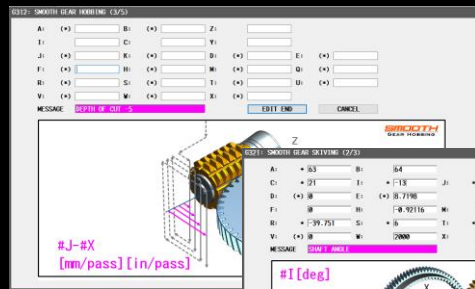 G312: SMOOTH GEAR HOBBING (3/5)
A: (*) B: (*) Z:
I: C: Y:
J: (*) K: (*) D: (*) E: (*)
F: (*) H: (*) M: (*) Q: (*)
R: (*) S: (*) T: (*) U: (*)
V: (*) W: (*) X: (*)
MESSAGE DEPTH OF CUT -5 EDIT END CANCEL
SMOOTH
GEAR HOBBING
Z
#J-#X
[mm/pass][in/pass]
G321: SMOOTH GEAR SKIVING (2/3)
A: * 63 B: 64
C: * 21 I: * -13 J: *
D: (*) 0 E: (*) 8.7198
F: 0 H: -0.92116 M:
R: * -39.751 S: * 6 T:
V: (*) 0 W: 2000 X:
MESSAGE SHAFT ANGLE
#I[deg]
X